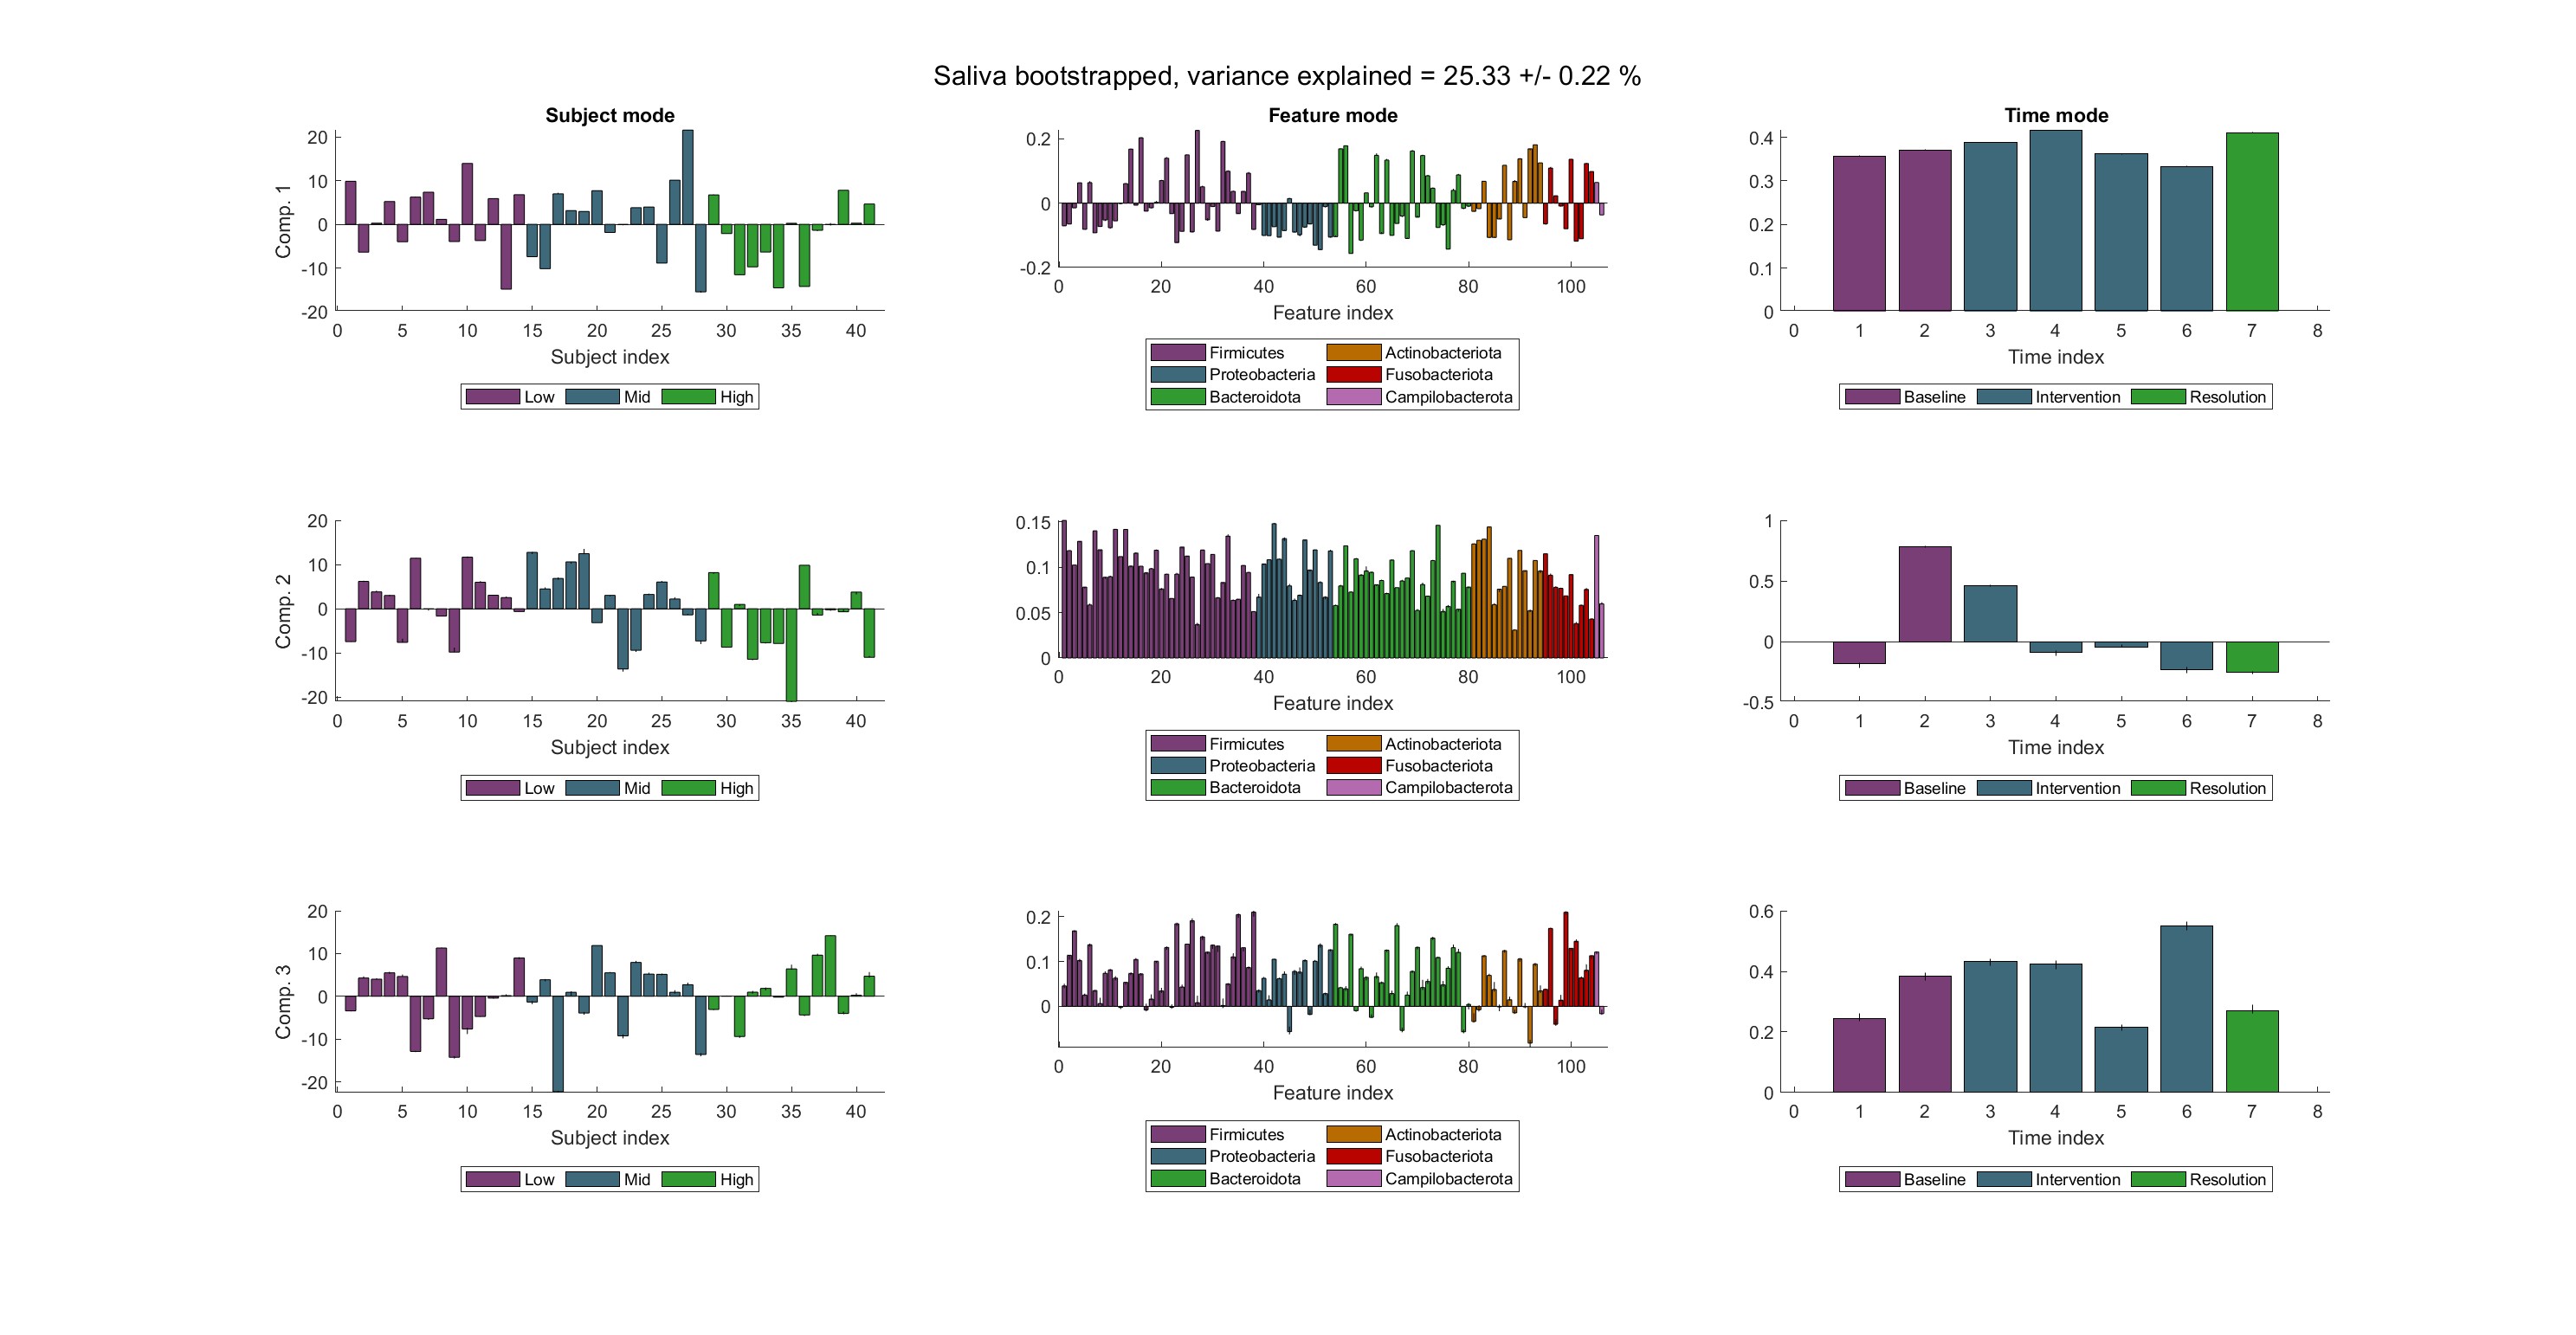 Saliva bootstrapped, variance explained = 25.33 +/- 0.22 %
Subject mode
Feature mode
Time mode
Comp. 1
20
10
0
-10
-20
0 5 10 15 20 25 30 35 40
Subject index
Low Mid High
0.2
0
-0.2
0 20 40 60 80 100
Feature index
Firmicutes Actinobacteriota
Proteobacteria Fusobacteriota
Bacteroidota Campilobacterota
0.4
0.3
0.2
0.1
0
0 1 2 3 4 5 6 7 8
Time index
Baseline Intervention Resolution
Comp. 2
20
10
0
-10
-20
0 5 10 15 20 25 30 35 40
Subject index
Low Mid High
0.15
0.1
0.05
0
0 20 40 60 80 100
Feature index
Firmicutes Actinobacteriota
Proteobacteria Fusobacteriota
Bacteroidota Campilobacterota
1
0.5
0
-0.5
0 1 2 3 4 5 6 7 8
Time index
Baseline Intervention Resolution
Comp. 3
20
10
0
-10
-20
0 5 10 15 20 25 30 35 40
Subject index
Low Mid High
0.2
0.1
0
0 20 40 60 80 100
Feature index
Firmicutes Actinobacteriota
Proteobacteria Fusobacteriota
Bacteroidota Campilobacterota
0.6
0.4
0.2
0
0 1 2 3 4 5 6 7 8
Time index
Baseline Intervention Resolution